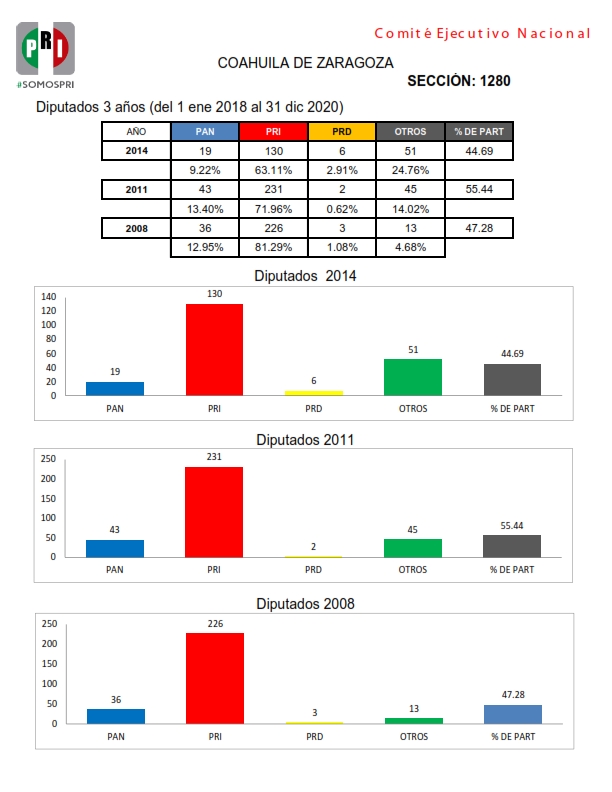 Comité Ejecutivo Nacional
PRI
#SOMOSPRI
COAHUILA DE ZARAGOZA
SECCIÓN: 1280
Diputados 3 años (del 1 ene 2018 al 31 dic 2020)
AÑO PAN PRI PRD OTROS % DE PART
2014 19 130 6 51 44.69
9.22% 63.11% 2.91% 24.76%
2011 43 231 2 45 55.44
13.40% 71.96% 0.62% 14.02%
2008 36 226 3 13 47.28
12.95% 81.29% 1.08% 4.68%
Diputados 2014
140
120
100
80
60
40
20
0
19
130
6
51
44.69
PAN PRI PRD OTROS % DE PART
Diputados 2011
250
200
150
100
50
0
43
231
2
45
55.44
PAN PRI PRD OTROS % DE PART
Diputados 2008
250
200
150
100
50
0
36
226
3
13
47.28
PAN PRI PRD OTROS % DE PART